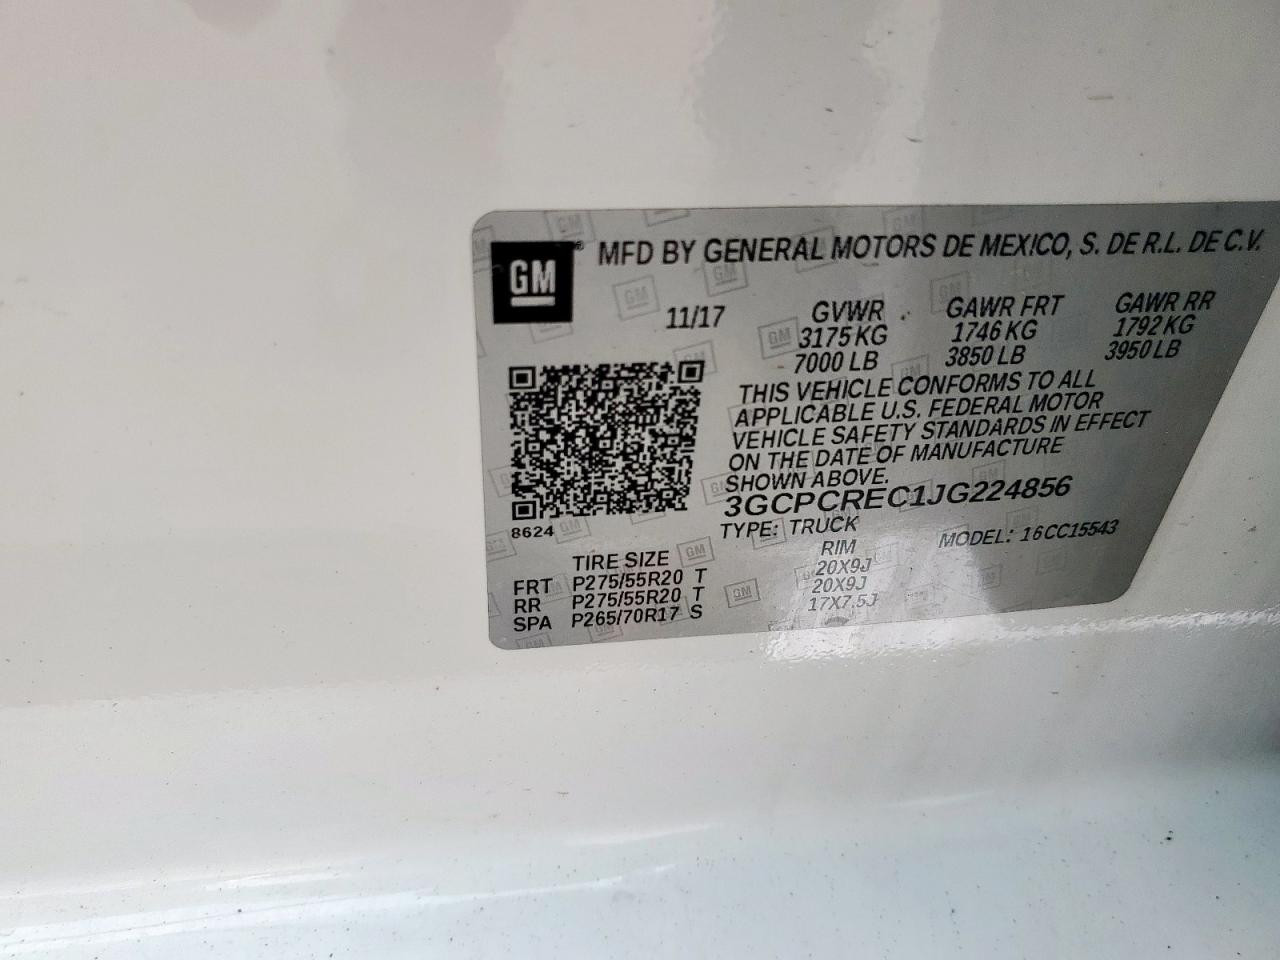 GM
MFD BY GENERAL MOTORS DE MEXICO, S. DE R.L. DE C.V.
11/17
GVWR GAWR FRT GAWR RR
3175 KG 1746 KG 1792 KG
7000 LB 3850 LB 3950 LB
THIS VEHICLE CONFORMS TO ALL
APPLICABLE U.S. FEDERAL MOTOR
VEHICLE SAFETY STANDARDS IN EFFECT
ON THE DATE OF MANUFACTURE
SHOWN ABOVE.
3GCPCREC1JG224856
8624
TYPE: TRUCK MODEL: 16CC15543
TIRE SIZE RIM
FRT P275/55R20 T 20X9J
RR P275/55R20 T 20X9J
SPA P265/70R17 S 17X7.5J